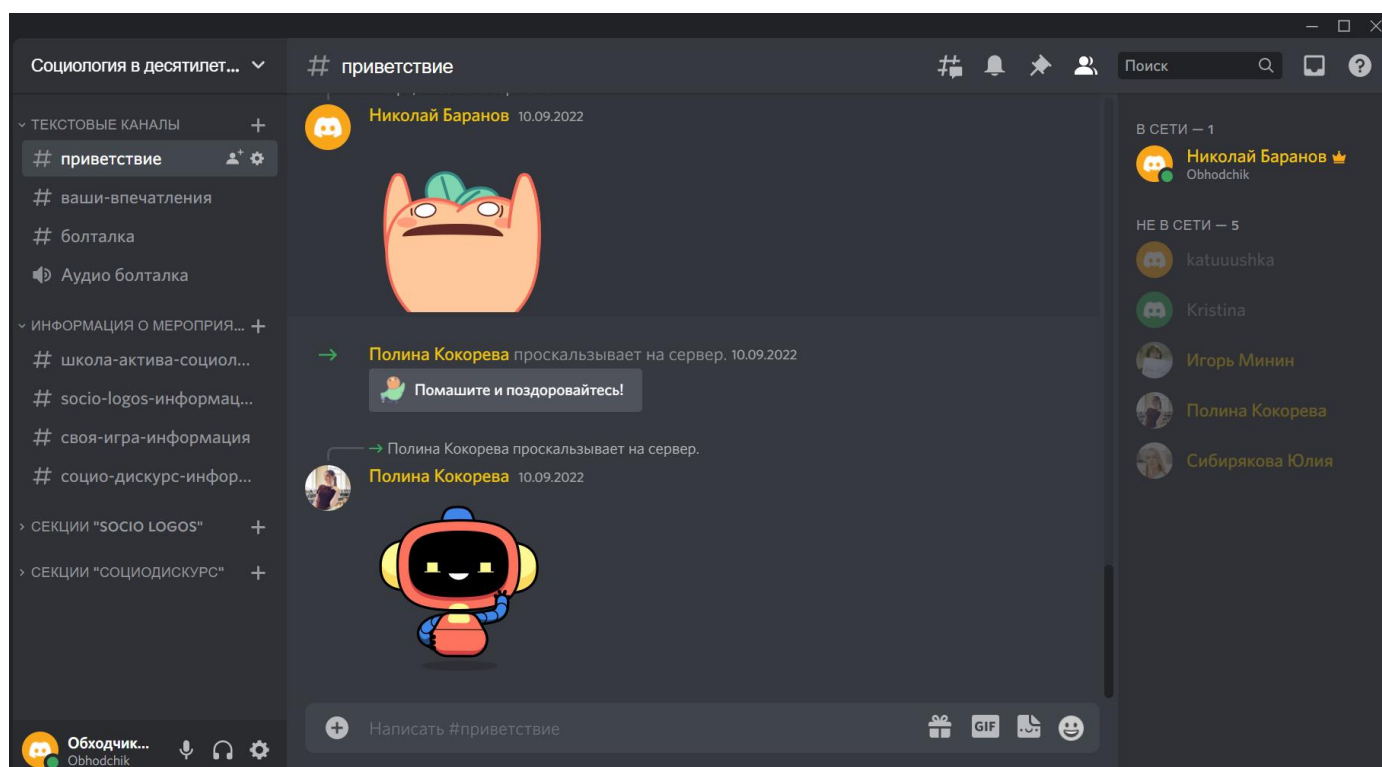 Социология в десятилет...
ТЕКСТОВЫЕ КАНАЛЫ
приветствие
ваши-впечатления
болталка
Аудио болталка
ИНФОРМАЦИЯ О МЕРОПРИЯ...
школа-актива-социол...
socio-logos-информац...
своя-игра-информация
социо-дискурс-инфор...
СЕКЦИИ "SOCIO LOGOS"
СЕКЦИИ "СОЦИОДИСКУРС"
Обходчик...
Obhodchik
# приветствие
Поиск
Николай Баранов 10.09.2022
Полина Кокорева проскальзывает на сервер. 10.09.2022
Помашите и поздоровайтесь!
Полина Кокорева проскальзывает на сервер.
Полина Кокорева 10.09.2022
Написать #приветствие
GIF
В СЕТИ — 1
Николай Баранов
Obhodchik
НЕ В СЕТИ — 5
katuuushka
Kristina
Игорь Минин
Полина Кокорева
Сибирякова Юлия